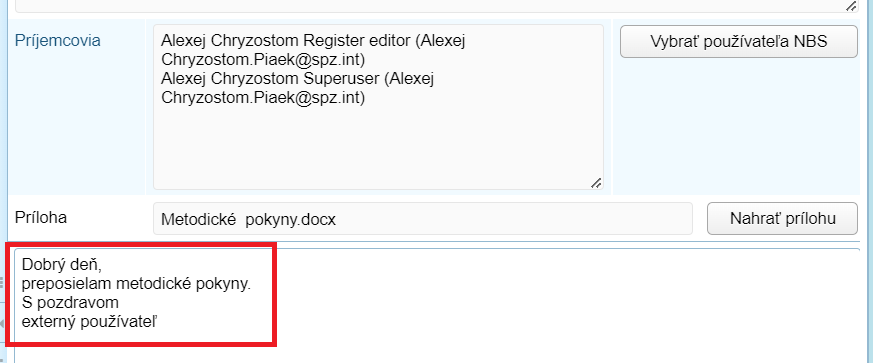 Príjemcovia
Alexej Chryzostom Register editor (Alexej
Chryzostom.Piaek@spz.int)
Alexej Chryzostom Superuser (Alexej
Chryzostom.Piaek@spz.int)
Vybrať používateľa NBS
Príloha
Metodické  pokyny.docx
Nahrať prílohu
Dobrý deň,
preposielam metodické pokyny.
S pozdravom
externý používateľ